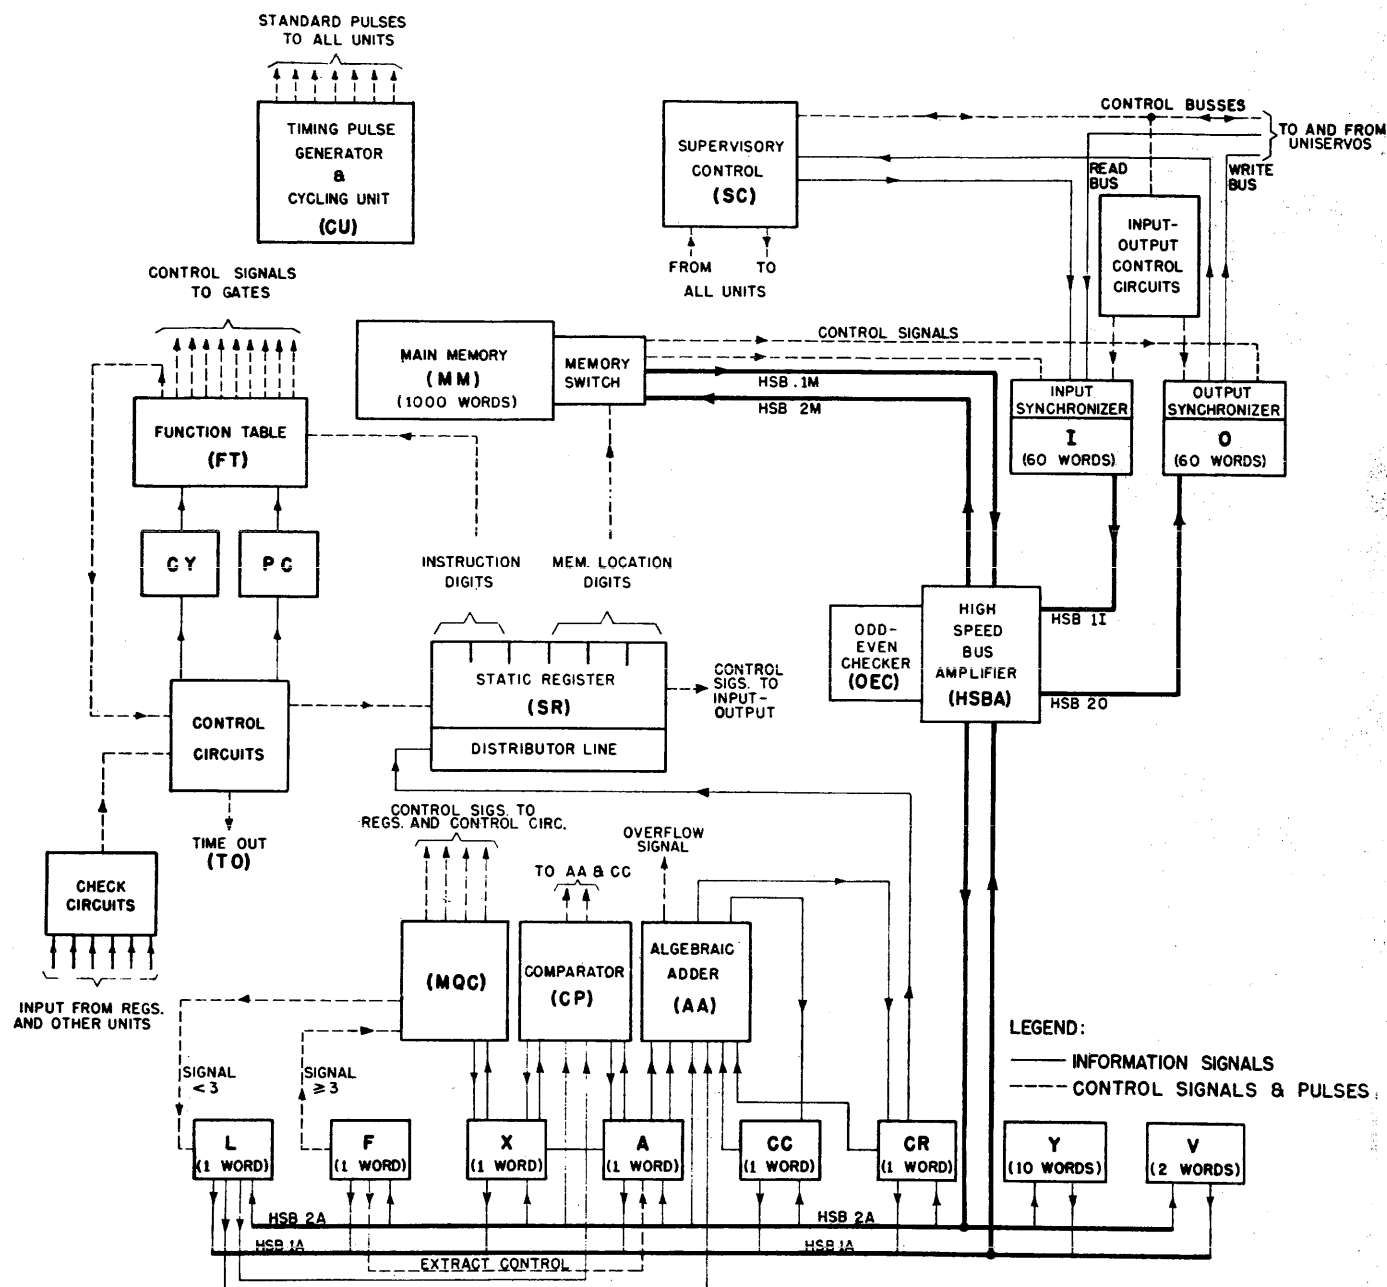 STANDARD PULSES
TO ALL UNITS
TIMING PULSE
GENERATOR
&
CYCLING UNIT
(CU)
SUPERVISORY
CONTROL
(SC)
CONTROL BUSSES
TO AND FROM
UNISERVOS
READ
BUS
WRITE
BUS
INPUT-
OUTPUT
CONTROL
CIRCUITS
FROM TO
ALL UNITS
CONTROL SIGNALS
TO GATES
MAIN MEMORY
(MM)
(1000 WORDS)
MEMORY
SWITCH
CONTROL SIGNALS
HSB .1M
HSB 2M
INPUT
SYNCHRONIZER
I
(60 WORDS)
OUTPUT
SYNCHRONIZER
O
(60 WORDS)
FUNCTION TABLE
(FT)
CY
PC
INSTRUCTION
DIGITS
MEM. LOCATION
DIGITS
ODD-
EVEN
CHECKER
(OEC)
HIGH
SPEED
BUS
AMPLIFIER
(HSBA)
HSB 1I
HSB 2O
STATIC REGISTER
(SR)
DISTRIBUTOR LINE
CONTROL
SIGS. TO
INPUT-
OUTPUT
CONTROL
CIRCUITS
TIME OUT
(TO)
CHECK
CIRCUITS
INPUT FROM REGS.
AND OTHER UNITS
CONTROL SIGS. TO
REGS. AND CONTROL CIRC.
OVERFLOW
SIGNAL
TO AA & CC
(MQC)
COMPARATOR
(CP)
ALGEBRAIC
ADDER
(AA)
SIGNAL
< 3
SIGNAL
≥3
LEGEND:
INFORMATION SIGNALS
CONTROL SIGNALS & PULSES
L
(1 WORD)
F
(1 WORD)
X
(1 WORD)
A
(1 WORD)
CC
(1 WORD)
CR
(1 WORD)
Y
(10 WORDS)
V
(2 WORDS)
HSB 2A
HSB 2A
HSB 1A
HSB 1A
EXTRACT CONTROL